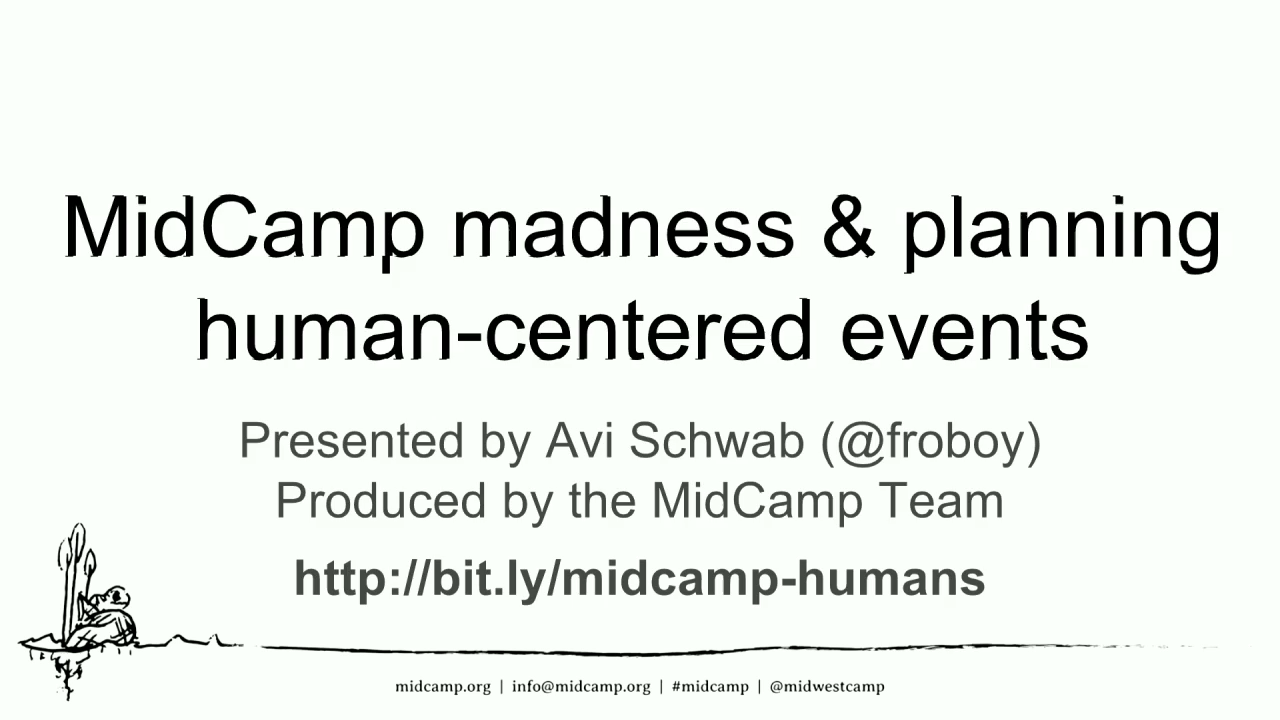 MidCamp madness & planning
human-centered events
Presented by Avi Schwab (@froboy)
Produced by the MidCamp Team
http://bit.ly/midcamp-humans
midcamp.org | info@midcamp.org | #midcamp | @midwestcamp